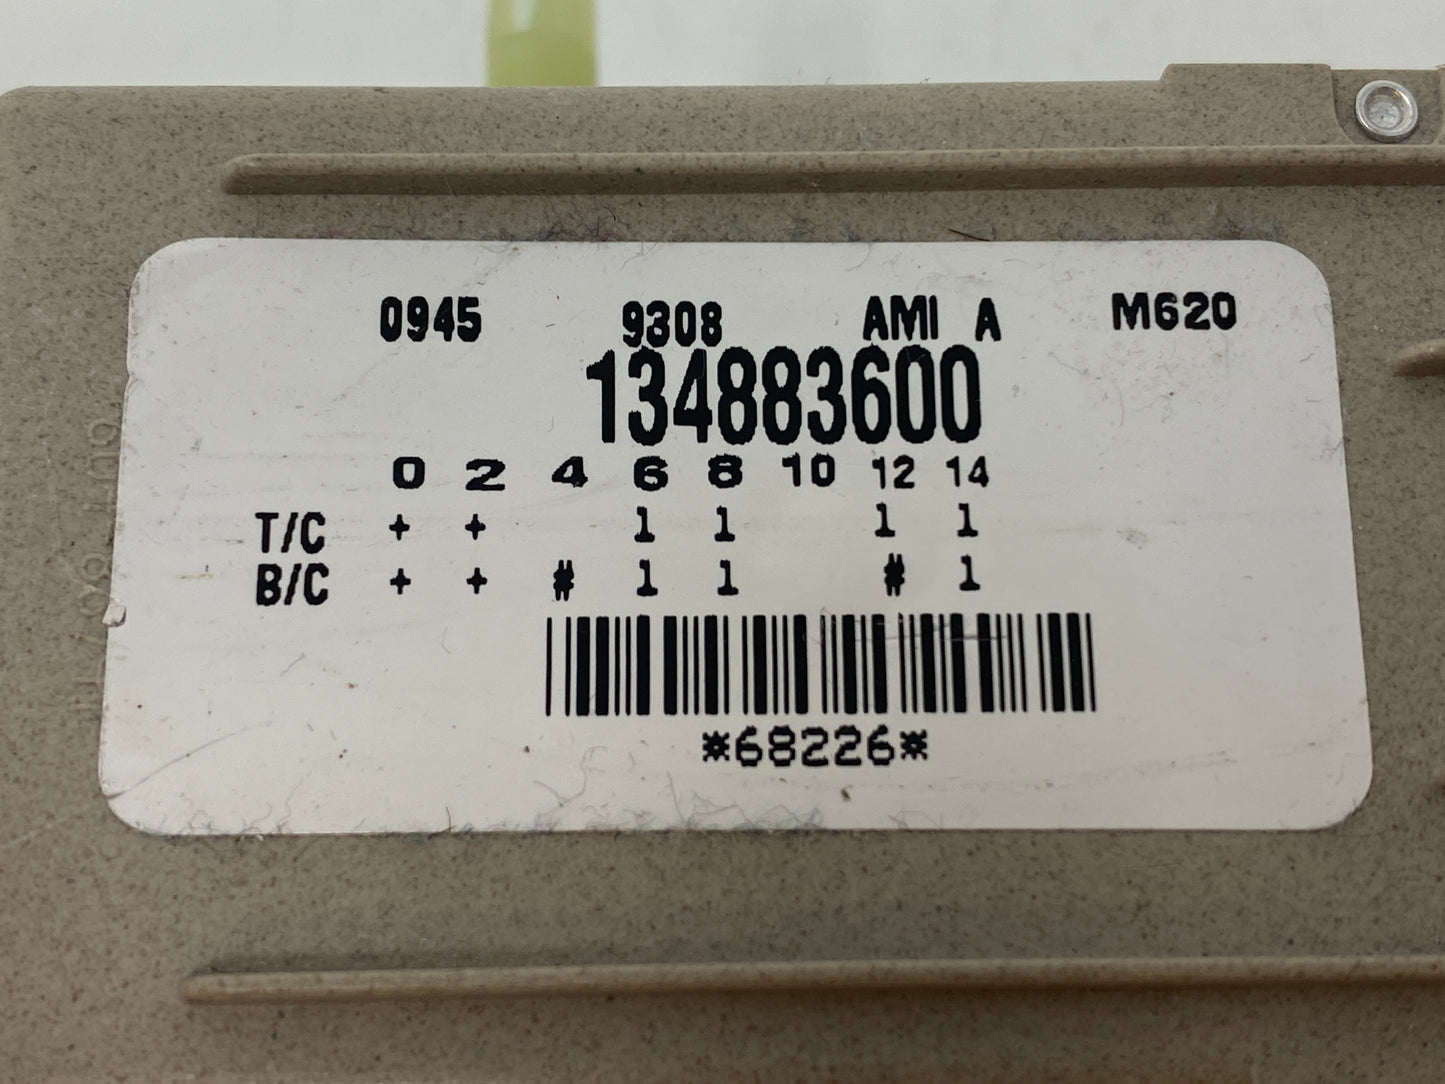 0945 9308 AMI A M620
134883600
0 2 4 6 8 10 12 14
T/C + + 1 1 1 1
B/C + + # 1 1 # 1
*68226*